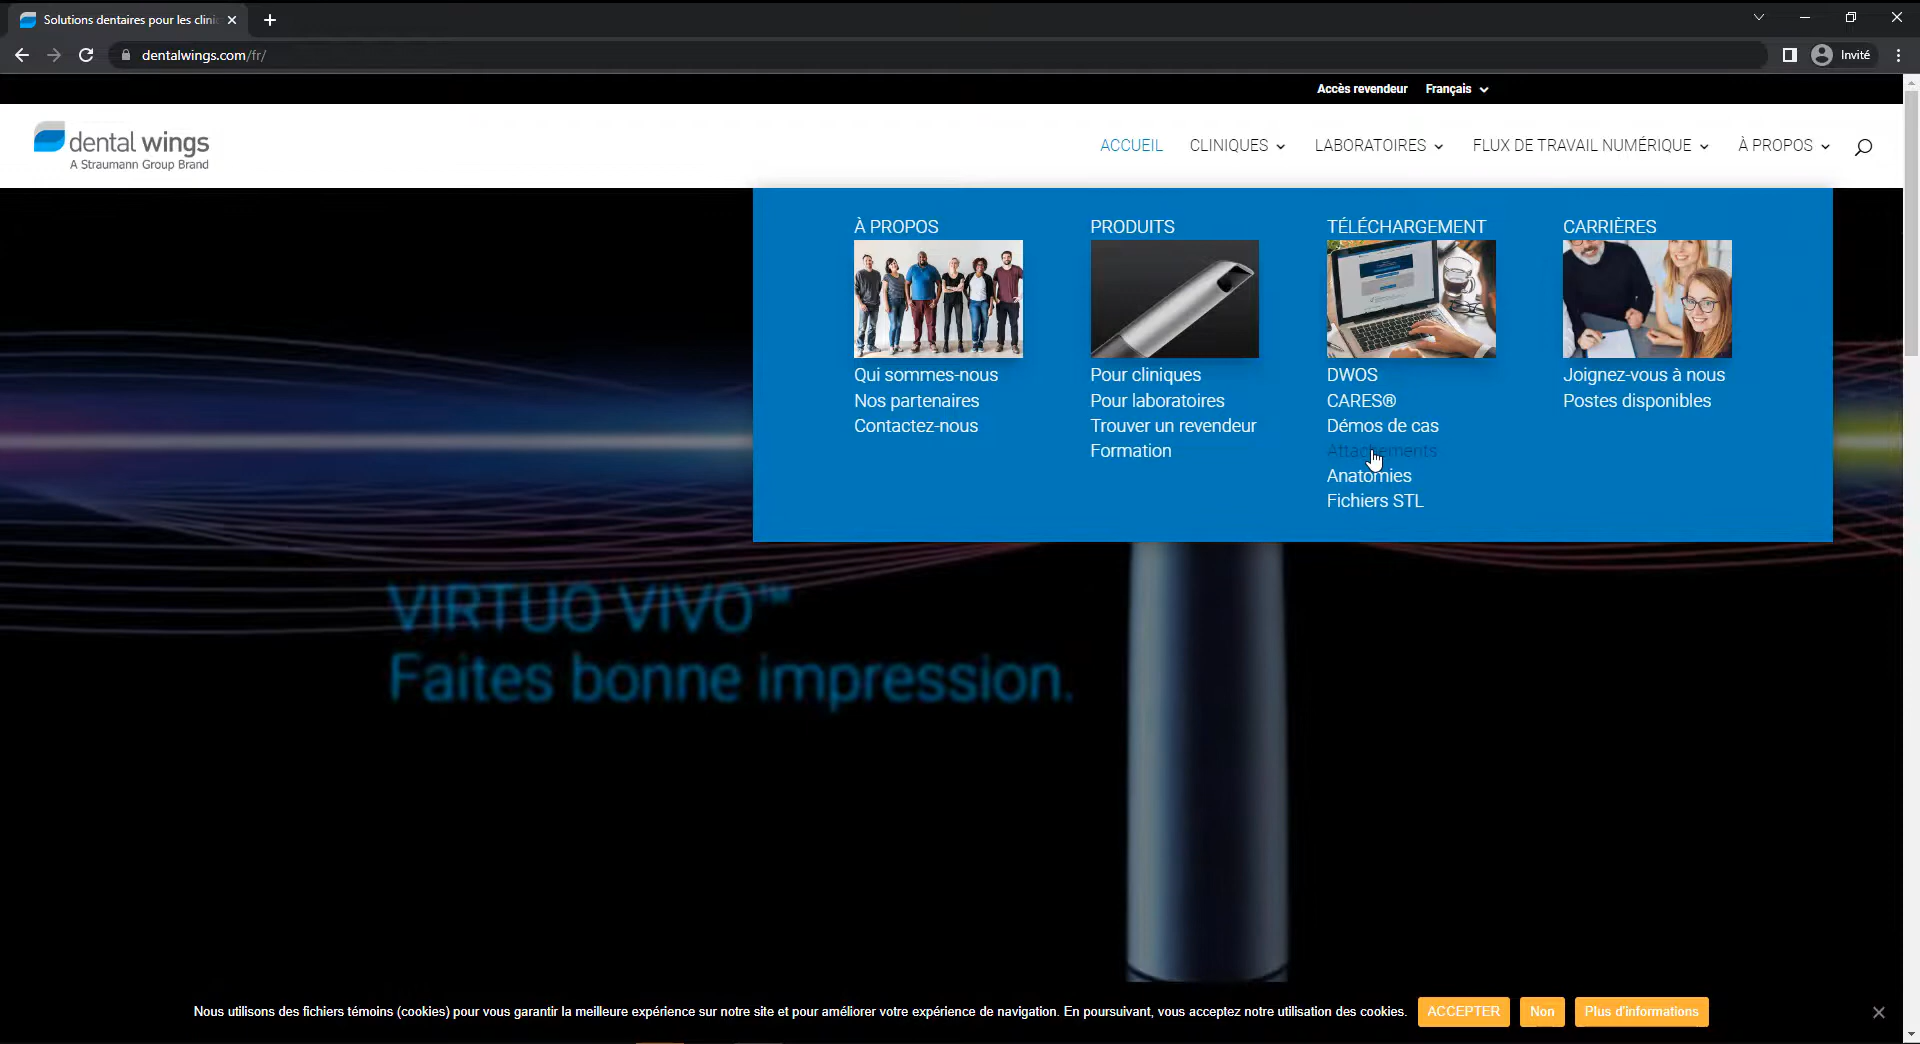 Solutions dentaires pour les clini
dentalwings.com/fr/
Invité
Accès revendeur Français
dental wings
A Straumann Group Brand
ACCUEIL CLINIQUES LABORATOIRES FLUX DE TRAVAIL NUMÉRIQUE À PROPOS
À PROPOS
Qui sommes-nous
Nos partenaires
Contactez-nous
PRODUITS
Pour cliniques
Pour laboratoires
Trouver un revendeur
Formation
TÉLÉCHARGEMENT
DWOS
CARES®
Démos de cas
Attachements
Anatomies
Fichiers STL
CARRIÈRES
Joignez-vous à nous
Postes disponibles
VIRTUO VIVO™
Faites bonne impression.
Nous utilisons des fichiers témoins (cookies) pour vous garantir la meilleure expérience sur notre site et pour améliorer votre expérience de navigation. En poursuivant, vous acceptez notre utilisation des cookies. ACCEPTER Non Plus d'informations